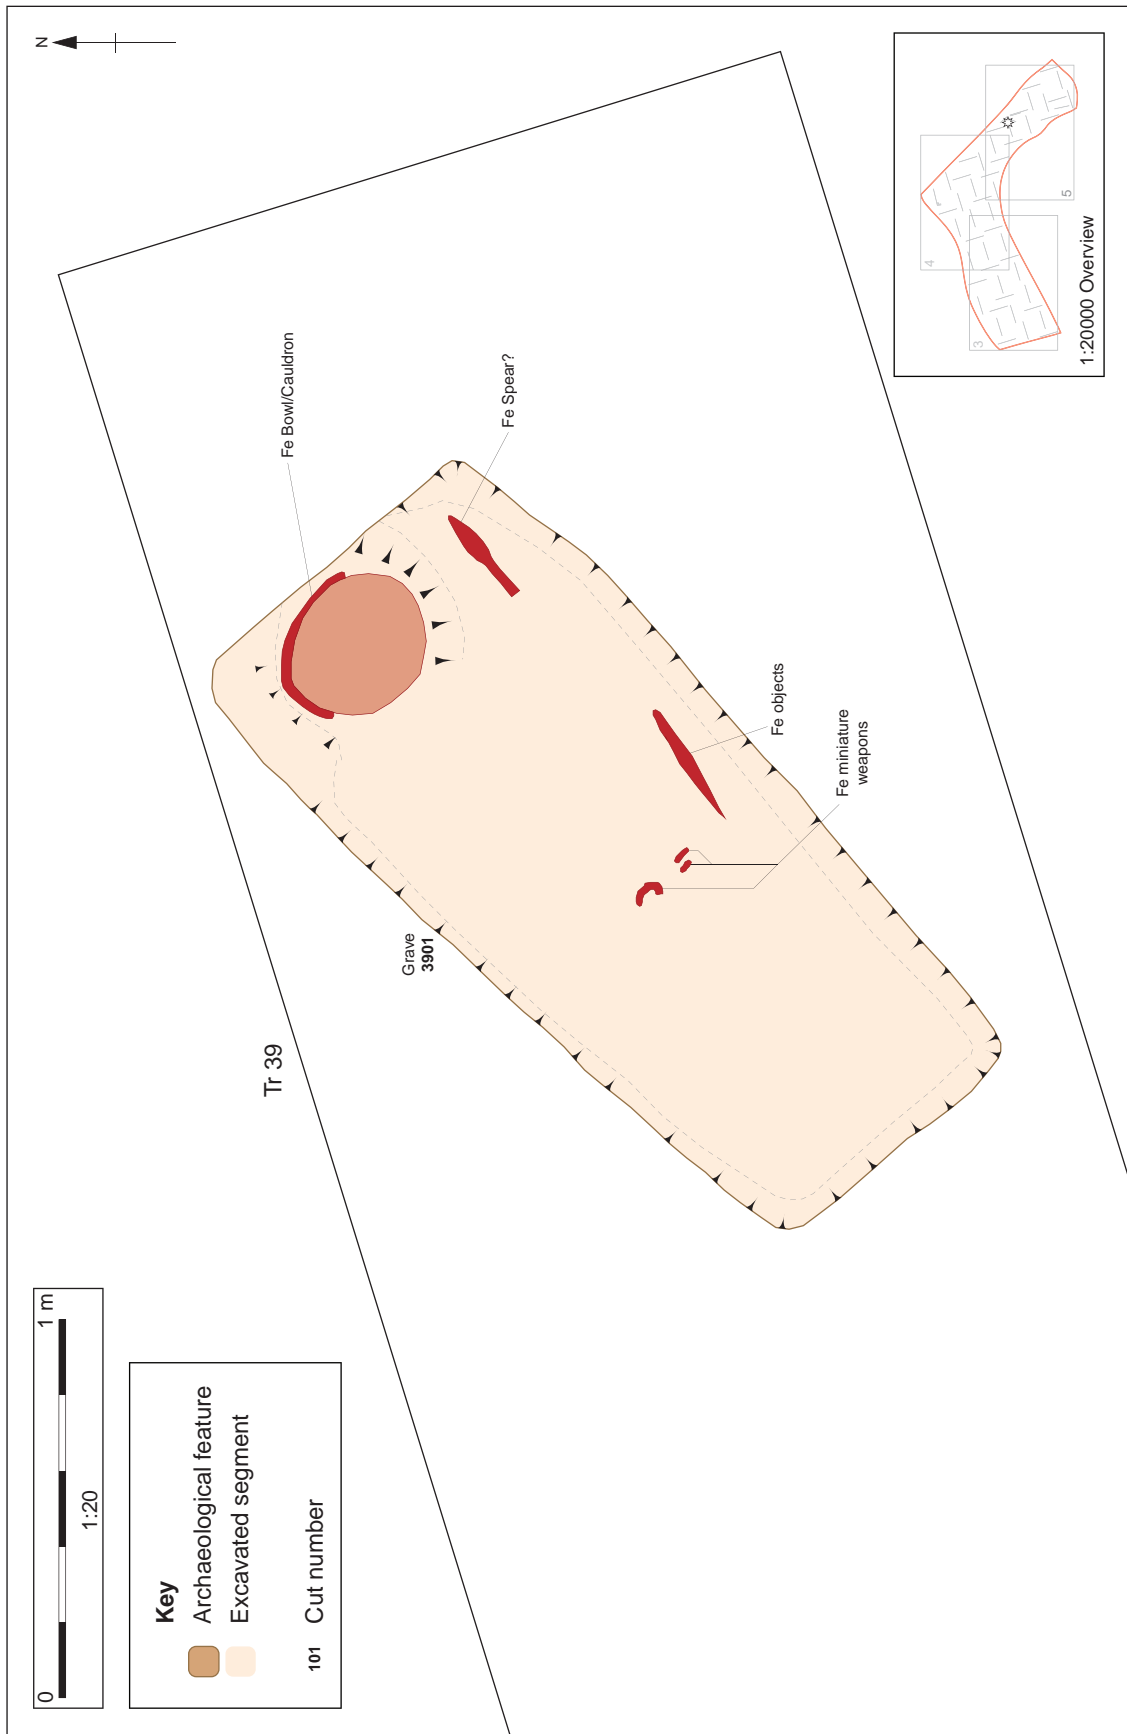 N
Fe Bowl/Cauldron
Fe Spear?
Fe objects
Fe miniature
weapons
Grave
3901
Tr 39
0
1 m
1:20
Key
Archaeological feature
Excavated segment
101 Cut number
3
4
5
1:20000 Overview